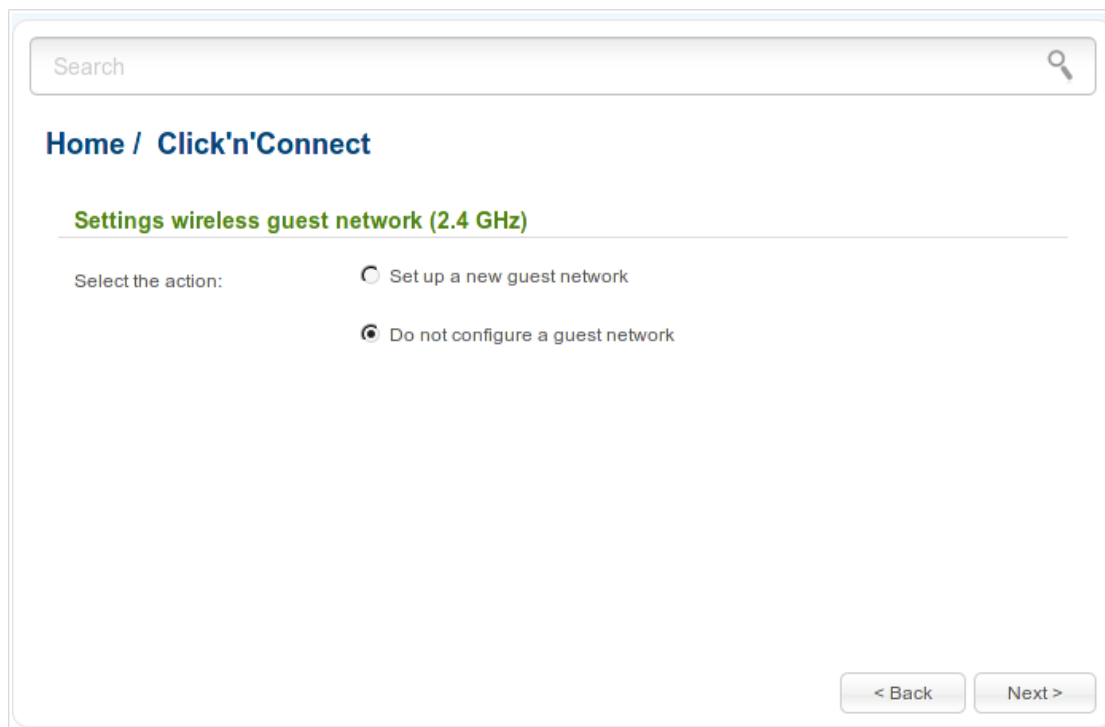 Search
Home / Click'n'Connect
Settings wireless guest network (2.4 GHz)
Select the action:
Set up a new guest network
Do not configure a guest network
< Back
Next >